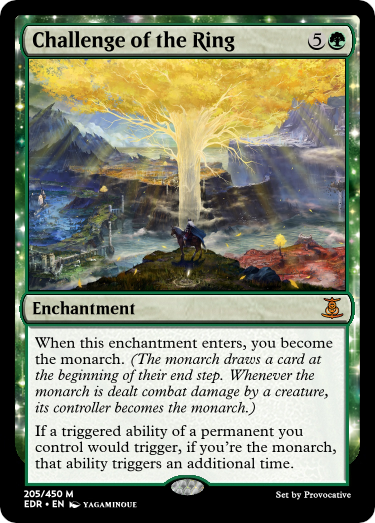 Challenge of the Ring 5
Enchantment
When this enchantment enters, you become
the monarch. (The monarch draws a card at
the beginning of their end step. Whenever the
monarch is dealt combat damage by a creature,
its controller becomes the monarch.)
If a triggered ability of a permanent you
control would trigger, if you're the monarch,
that ability triggers an additional time.
205/450 M
EDR • EN YAGAMINOUE
Set by Provocative